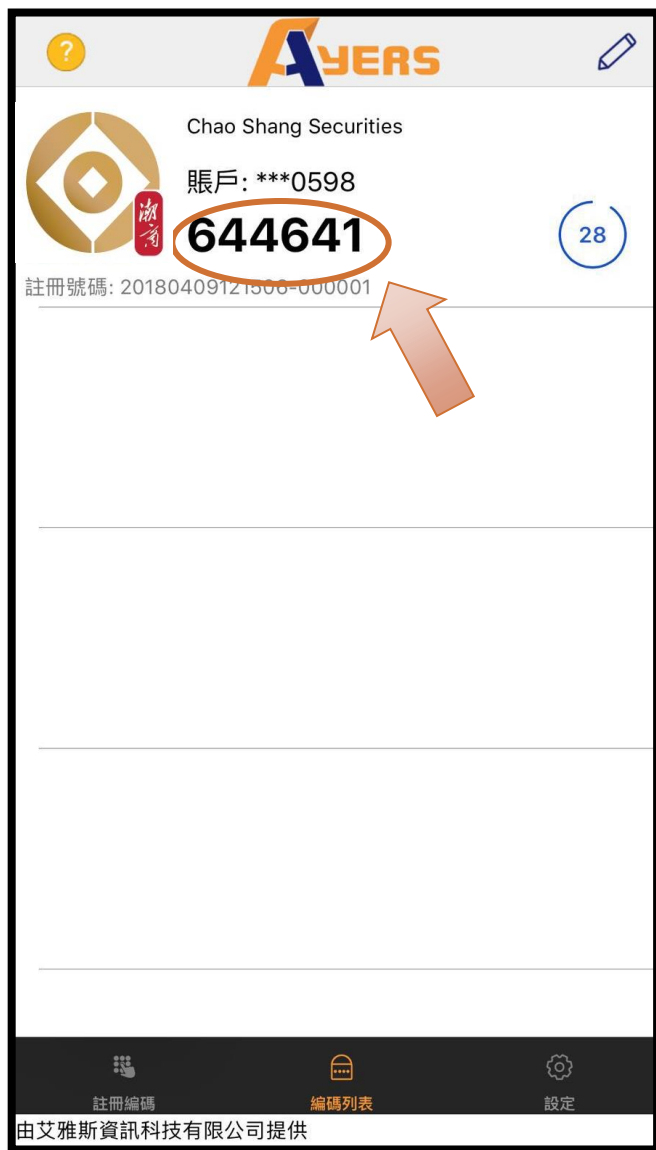 ?
AYERS
Chao Shang Securities
賬戶: ***0598
潮商
644641
28
註冊號碼: 20180409121506-000001
註冊編碼
編碼列表
設定
由艾雅斯資訊科技有限公司提供